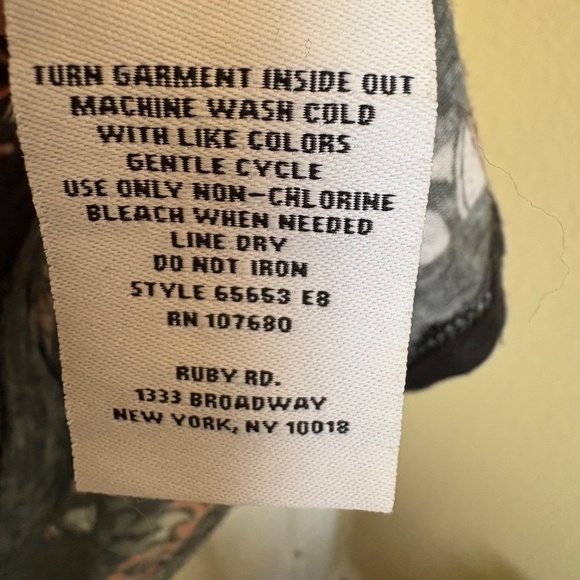 TURN GARMENT INSIDE OUT
MACHINE WASH COLD
WITH LIKE COLORS
GENTLE CYCLE
USE ONLY NON-CHLORINE
BLEACH WHEN NEEDED
LINE DRY
DO NOT IRON
STYLE 65653 E8
RN 107680
RUBY RD.
1333 BROADWAY
NEW YORK, NY 10018